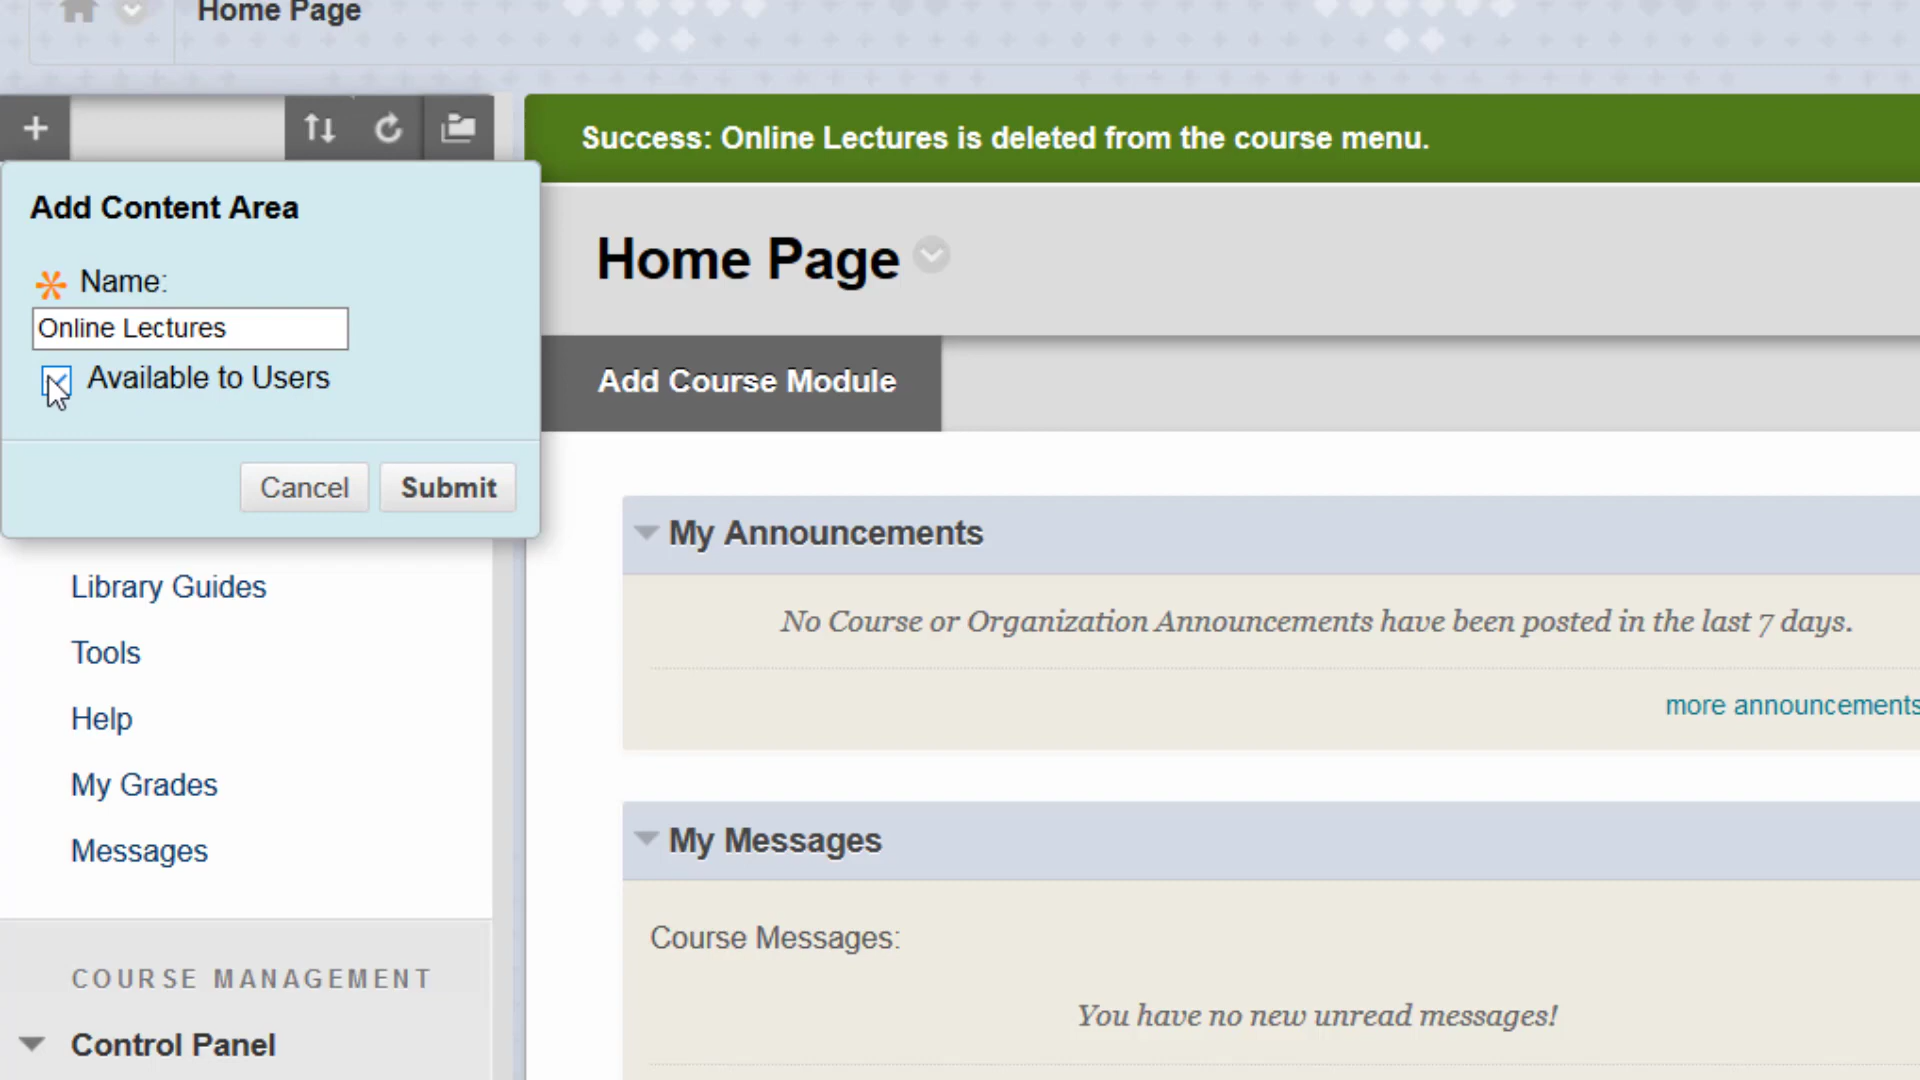 Home Page
Success: Online Lectures is deleted from the course menu.
Add Content Area
Name:
Online Lectures
Available to Users
Cancel
Submit
Home Page
Add Course Module
My Announcements
No Course or Organization Announcements have been posted in the last 7 days.
more announcements
My Messages
Course Messages:
You have no new unread messages!
Library Guides
Tools
Help
My Grades
Messages
COURSE MANAGEMENT
Control Panel